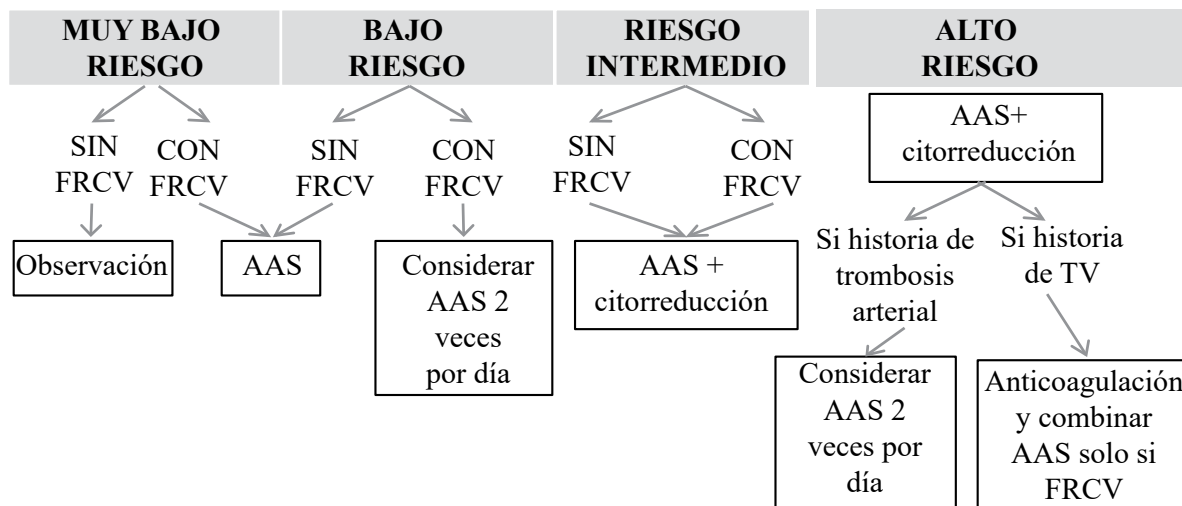 MUY BAJO
RIESGO
BAJO
RIESGO
RIESGO
INTERMEDIO
ALTO
RIESGO
SIN
FRCV
CON
FRCV
SIN
FRCV
CON
FRCV
SIN
FRCV
CON
FRCV
AAS+
citorreducción
Observación
AAS
Considerar
AAS 2
veces
por día
AAS +
citorreducción
Si historia de
trombosis
arterial
Si historia
de TV
Considerar
AAS 2
veces por
día
Anticoagulación
y combinar
AAS solo si
FRCV